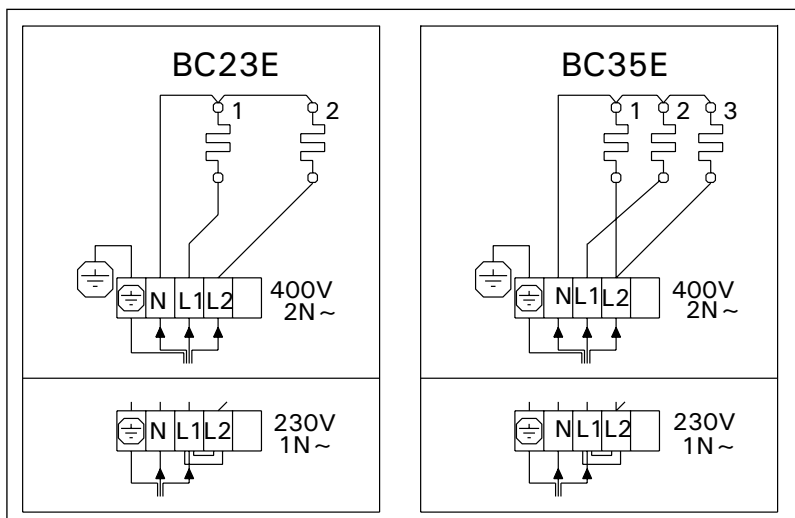 BC23E
1 2
N L1 L2
400V
2N~
N L1 L2
230V
1N~
BC35E
1 2 3
N L1 L2
400V
2N~
N L1 L2
230V
1N~